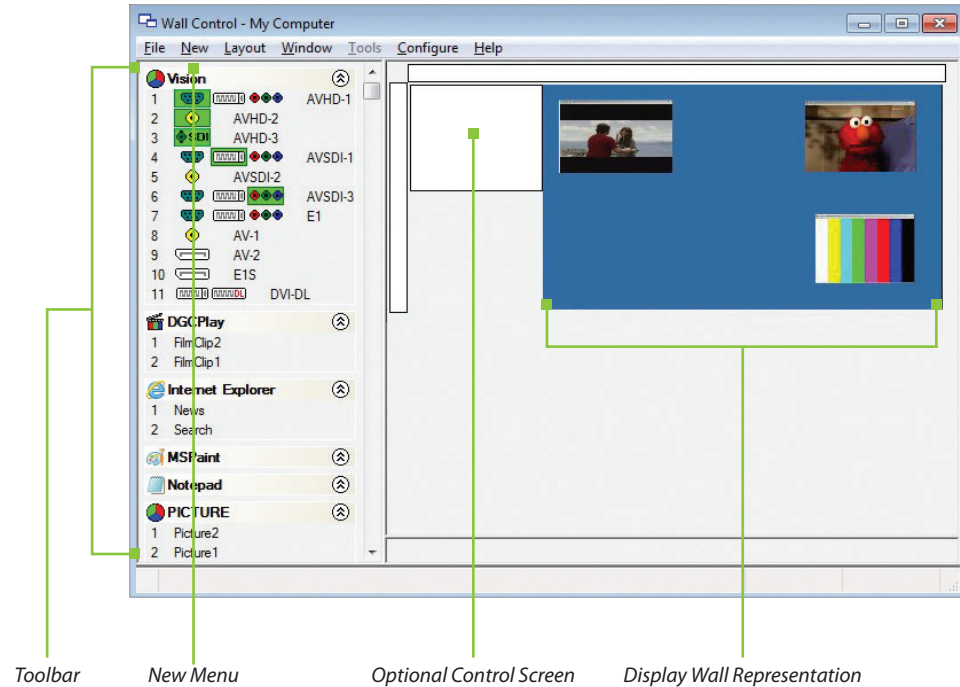 Wall Control - My Computer
File New Layout Window Tools Configure Help
Vision
1 AVHD-1
2 AVHD-2
3 SDI AVHD-3
4 AVSDI-1
5 AVSDI-2
6 AVSDI-3
7 E1
8 AV-1
9 AV-2
10 E1S
11 DL DVI-DL
DGCPlay
1 FilmClip2
2 FilmClip1
Internet Explorer
1 News
2 Search
MSPaint
Notepad
PICTURE
1 Picture2
2 Picture1
Toolbar New Menu Optional Control Screen Display Wall Representation